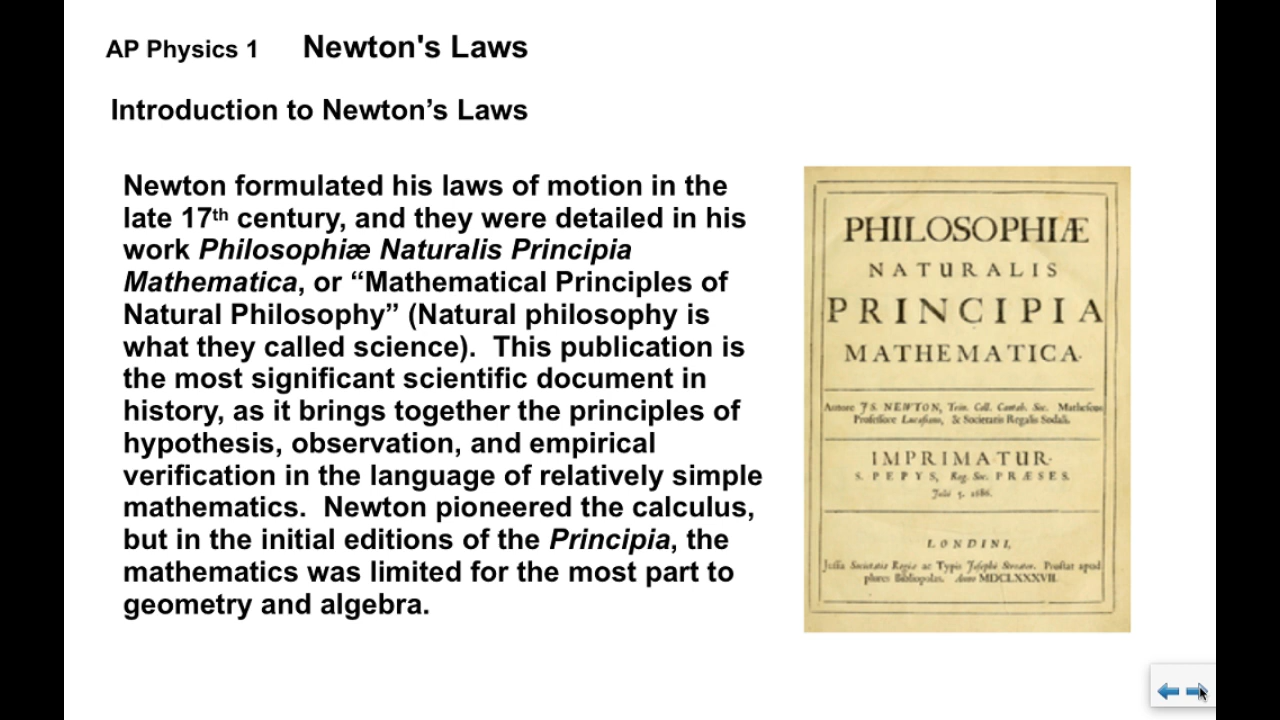 AP Physics 1 Newton's Laws
Introduction to Newton’s Laws
Newton formulated his laws of motion in the
late 17th century, and they were detailed in his
work Philosophiæ Naturalis Principia
Mathematica, or “Mathematical Principles of
Natural Philosophy” (Natural philosophy is
what they called science).  This publication is
the most significant scientific document in
history, as it brings together the principles of
hypothesis, observation, and empirical
verification in the language of relatively simple
mathematics.  Newton pioneered the calculus,
but in the initial editions of the Principia, the
mathematics was limited for the most part to
geometry and algebra.
PHILOSOPHIÆ
NATURALIS
PRINCIPIA
MATHEMATICA.
Autore JS. NEWTON, Trin. Coll. Cantab. Soc. Matheseos
Professore Lucasiano, & Societatis Regalis Sodali.
IMPRIMATUR.
S. PEPYS, Reg. Soc. PRÆSES.
Julii 5. 1686.
LONDINI,
Jussu Societatis Regiæ ac Typis Josephi Streater. Prostat apud
plures Bibliopolas. Anno MDCLXXXVII.